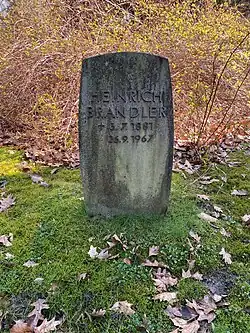 HEINRICH
BRANDLER
* 3. 7. 1881
26. 9. 1967